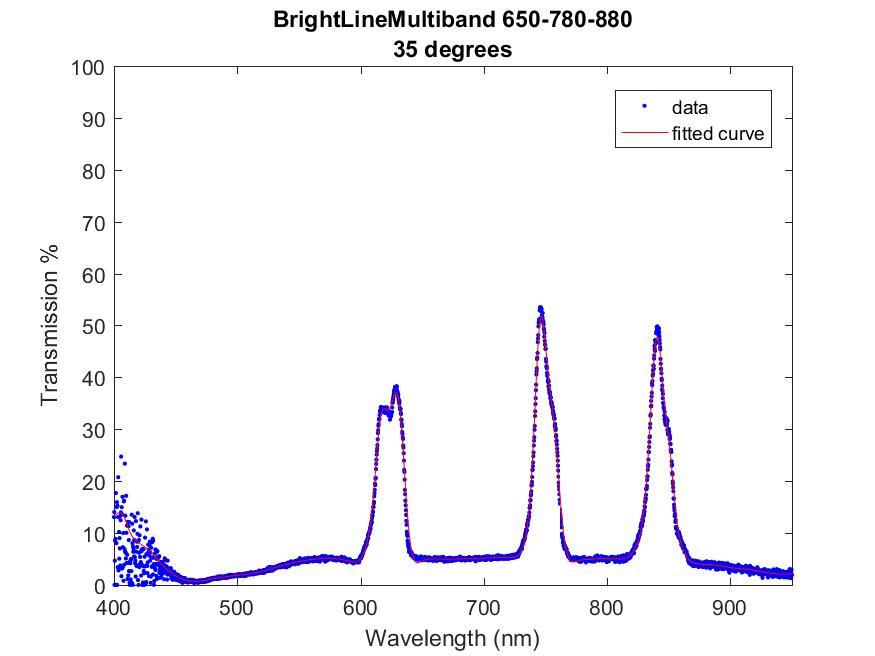 BrightLineMultiband 650-780-880
35 degrees
100
90
80
70
60
50
40
30
20
10
0
Transmission %
data
fitted curve
400
500
600
700
800
900
Wavelength (nm)